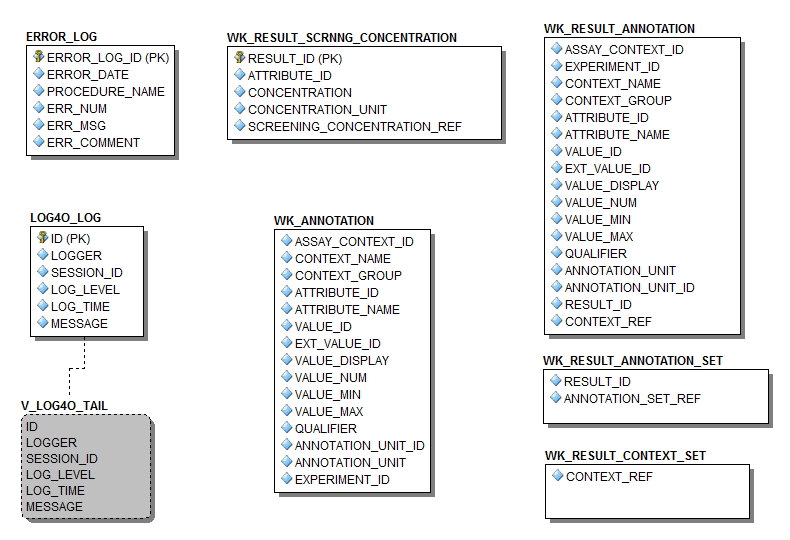 ERROR_LOG
ERROR_LOG_ID (PK)
ERROR_DATE
PROCEDURE_NAME
ERR_NUM
ERR_MSG
ERR_COMMENT
WK_RESULT_SCRNNG_CONCENTRATION
RESULT_ID (PK)
ATTRIBUTE_ID
CONCENTRATION
CONCENTRATION_UNIT
SCREENING_CONCENTRATION_REF
WK_RESULT_ANNOTATION
ASSAY_CONTEXT_ID
EXPERIMENT_ID
CONTEXT_NAME
CONTEXT_GROUP
ATTRIBUTE_ID
ATTRIBUTE_NAME
VALUE_ID
EXT_VALUE_ID
VALUE_DISPLAY
VALUE_NUM
VALUE_MIN
VALUE_MAX
QUALIFIER
ANNOTATION_UNIT
ANNOTATION_UNIT_ID
RESULT_ID
CONTEXT_REF
LOG4O_LOG
ID (PK)
LOGGER
SESSION_ID
LOG_LEVEL
LOG_TIME
MESSAGE
WK_ANNOTATION
ASSAY_CONTEXT_ID
CONTEXT_NAME
CONTEXT_GROUP
ATTRIBUTE_ID
ATTRIBUTE_NAME
VALUE_ID
EXT_VALUE_ID
VALUE_DISPLAY
VALUE_NUM
VALUE_MIN
VALUE_MAX
QUALIFIER
ANNOTATION_UNIT_ID
ANNOTATION_UNIT
EXPERIMENT_ID
WK_RESULT_ANNOTATION_SET
RESULT_ID
ANNOTATION_SET_REF
V_LOG4O_TAIL
ID
LOGGER
SESSION_ID
LOG_LEVEL
LOG_TIME
MESSAGE
WK_RESULT_CONTEXT_SET
CONTEXT_REF